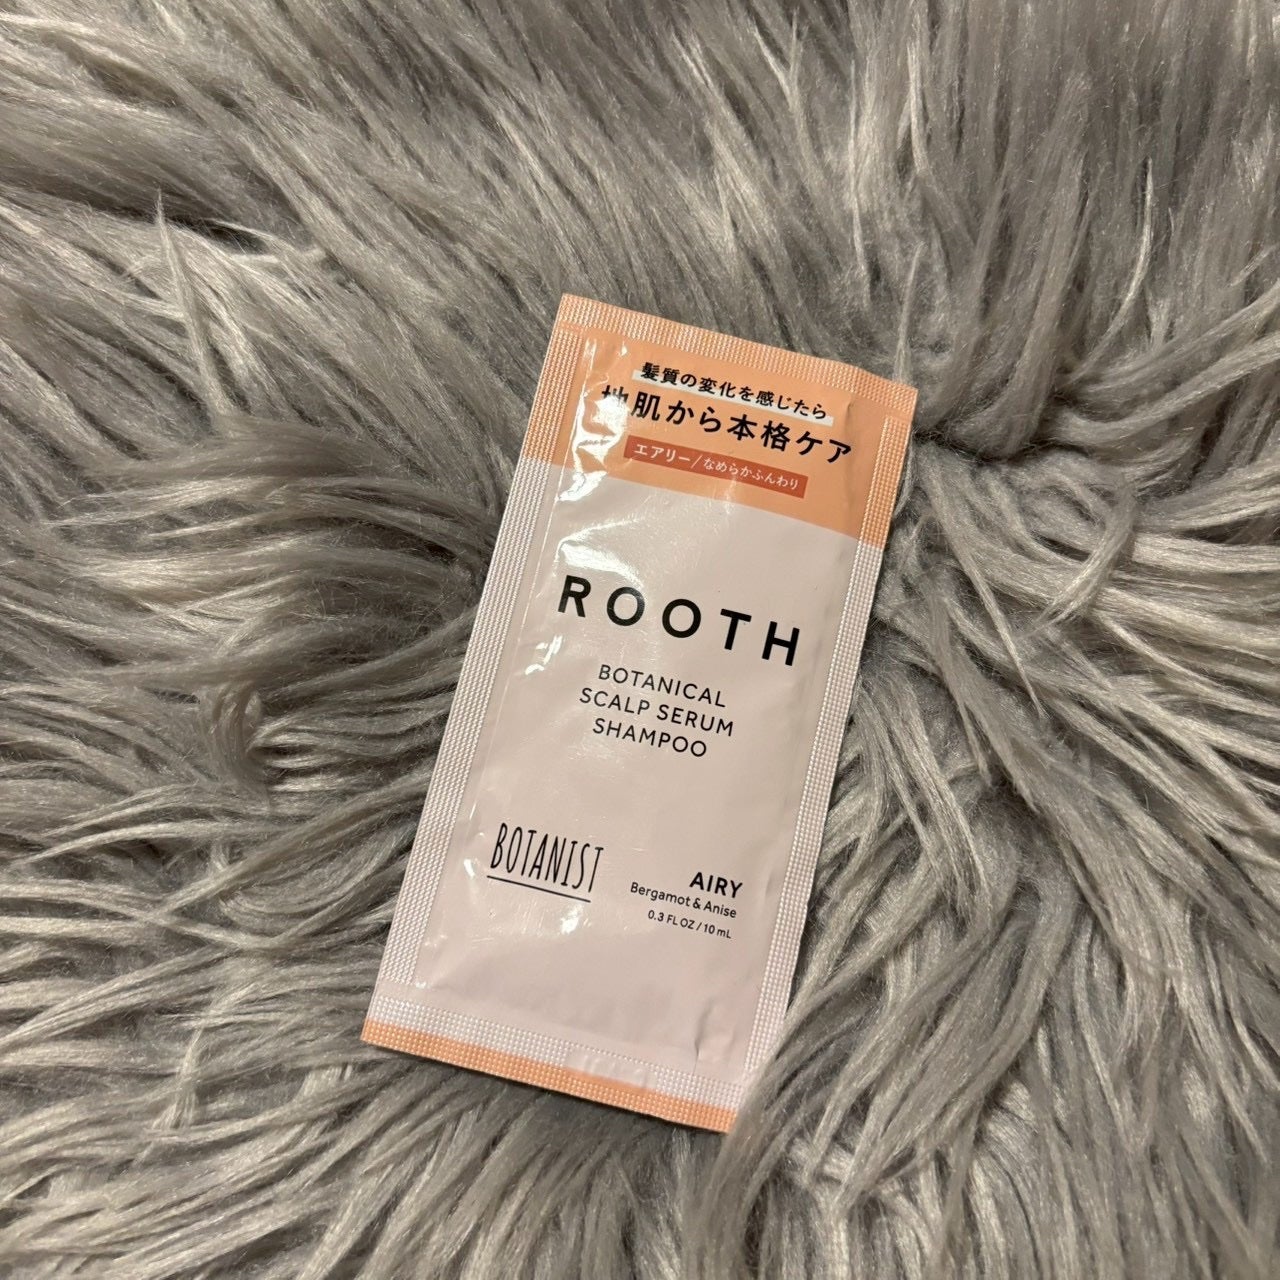 髪質の変化を感じたら
地肌から本格ケア
エアリー/なめらかふんわり
ROOTH
BOTANICAL
SCALP SERUM
SHAMPOO
BOTANIST
AIRY
Bergamot & Anise
0.3 FL OZ / 10 mL